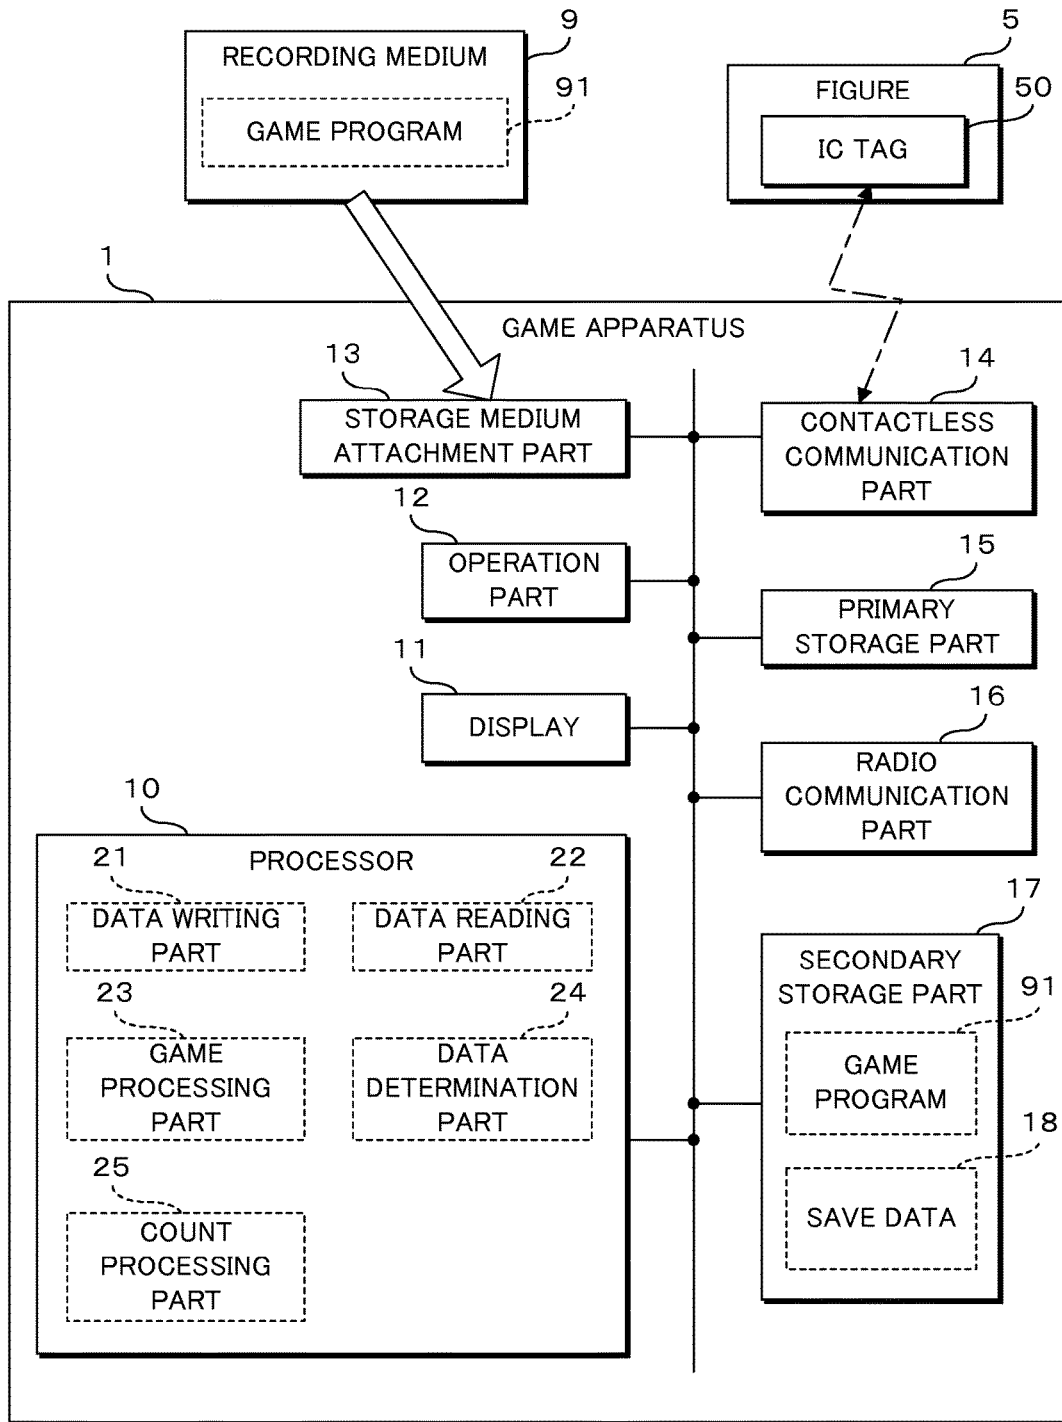 9
RECORDING MEDIUM
91
GAME PROGRAM
5
FIGURE
50
IC TAG
1
GAME APPARATUS
13
STORAGE MEDIUM
ATTACHMENT PART
14
CONTACTLESS
COMMUNICATION
PART
12
OPERATION
PART
15
PRIMARY
STORAGE PART
11
DISPLAY
16
RADIO
COMMUNICATION
PART
10
PROCESSOR
21
DATA WRITING
PART
22
DATA READING
PART
23
GAME
PROCESSING
PART
24
DATA
DETERMINATION
PART
25
COUNT
PROCESSING
PART
17
SECONDARY
STORAGE PART
91
GAME
PROGRAM
18
SAVE DATA